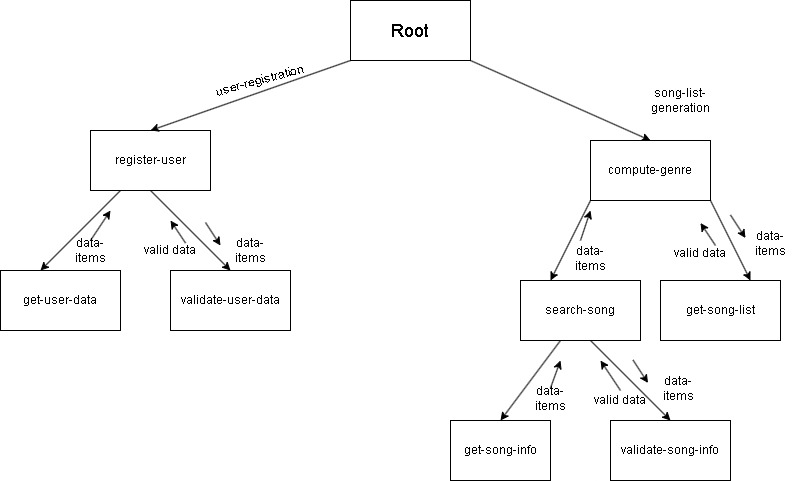 Root
user-registration
song-list-
generation
register-user
compute-genre
data-
items
valid data
data-
items
data-
items
valid data
data-
items
get-user-data
validate-user-data
search-song
get-song-list
data-
items
valid data
data-
items
get-song-info
validate-song-info